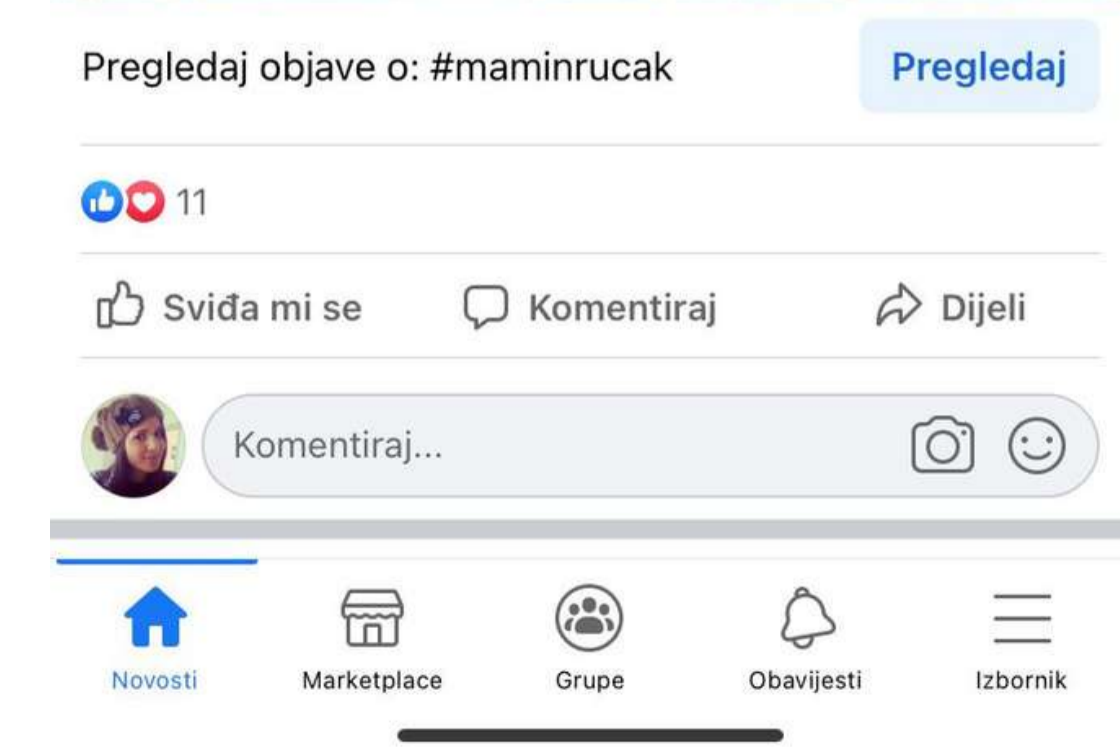 Pregledaj objave o: #maminrucak
Pregledaj
11
Sviđa mi se
Komentiraj
Dijeli
Komentiraj...
Novosti
Marketplace
Grupe
Obavijesti
Izbornik